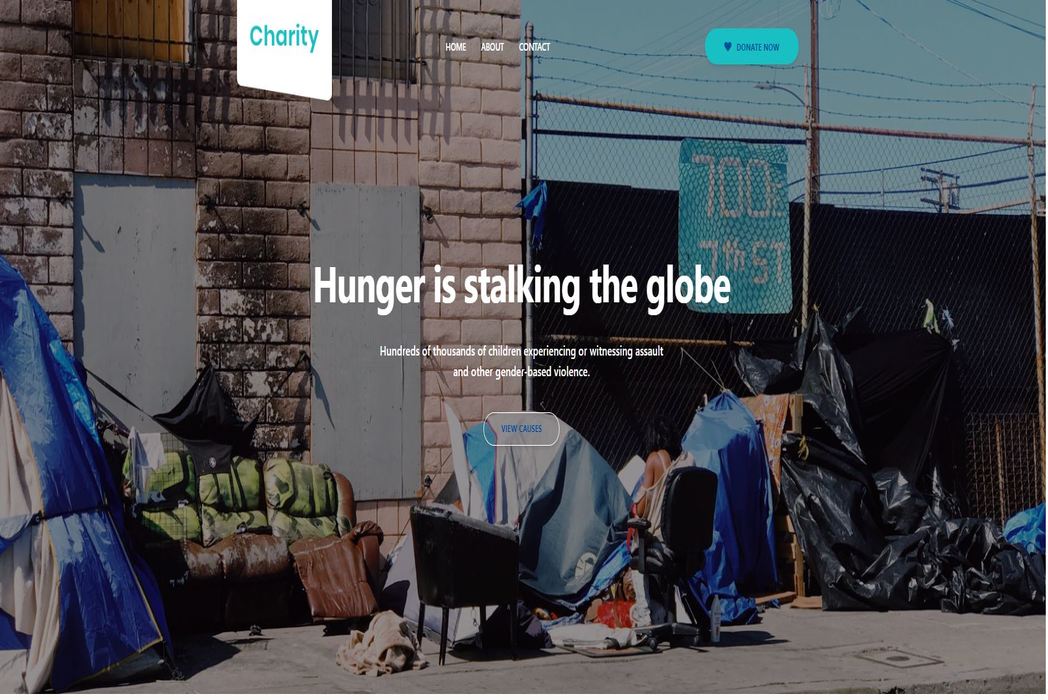 Charity
HOME ABOUT CONTACT
DONATE NOW
700E
7TH ST
Hunger is stalking the globe
Hundreds of thousands of children experiencing or witnessing assault
and other gender-based violence.
VIEW CAUSES